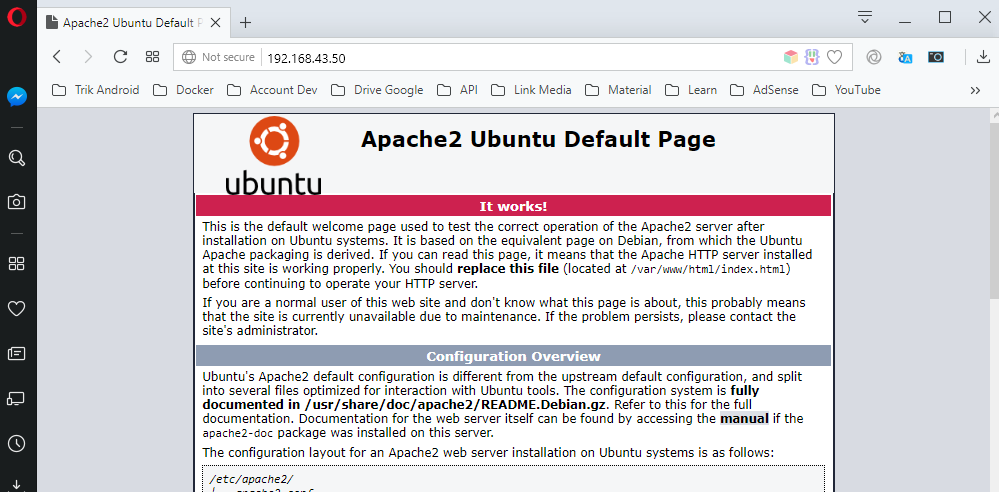 Apache2 Ubuntu Default P
Not secure
192.168.43.50
Trik Android
Docker
Account Dev
Drive Google
API
Link Media
Material
Learn
AdSense
YouTube
Apache2 Ubuntu Default Page
ubuntu
It works!
This is the default welcome page used to test the correct operation of the Apache2 server after
installation on Ubuntu systems. It is based on the equivalent page on Debian, from which the Ubuntu
Apache packaging is derived. If you can read this page, it means that the Apache HTTP server installed
at this site is working properly. You should replace this file (located at /var/www/html/index.html)
before continuing to operate your HTTP server.
If you are a normal user of this web site and don't know what this page is about, this probably means
that the site is currently unavailable due to maintenance. If the problem persists, please contact the
site's administrator.
Configuration Overview
Ubuntu's Apache2 default configuration is different from the upstream default configuration, and split
into several files optimized for interaction with Ubuntu tools. The configuration system is fully
documented in /usr/share/doc/apache2/README.Debian.gz. Refer to this for the full
documentation. Documentation for the web server itself can be found by accessing the manual if the
apache2-doc package was installed on this server.
The configuration layout for an Apache2 web server installation on Ubuntu systems is as follows:
/etc/apache2/